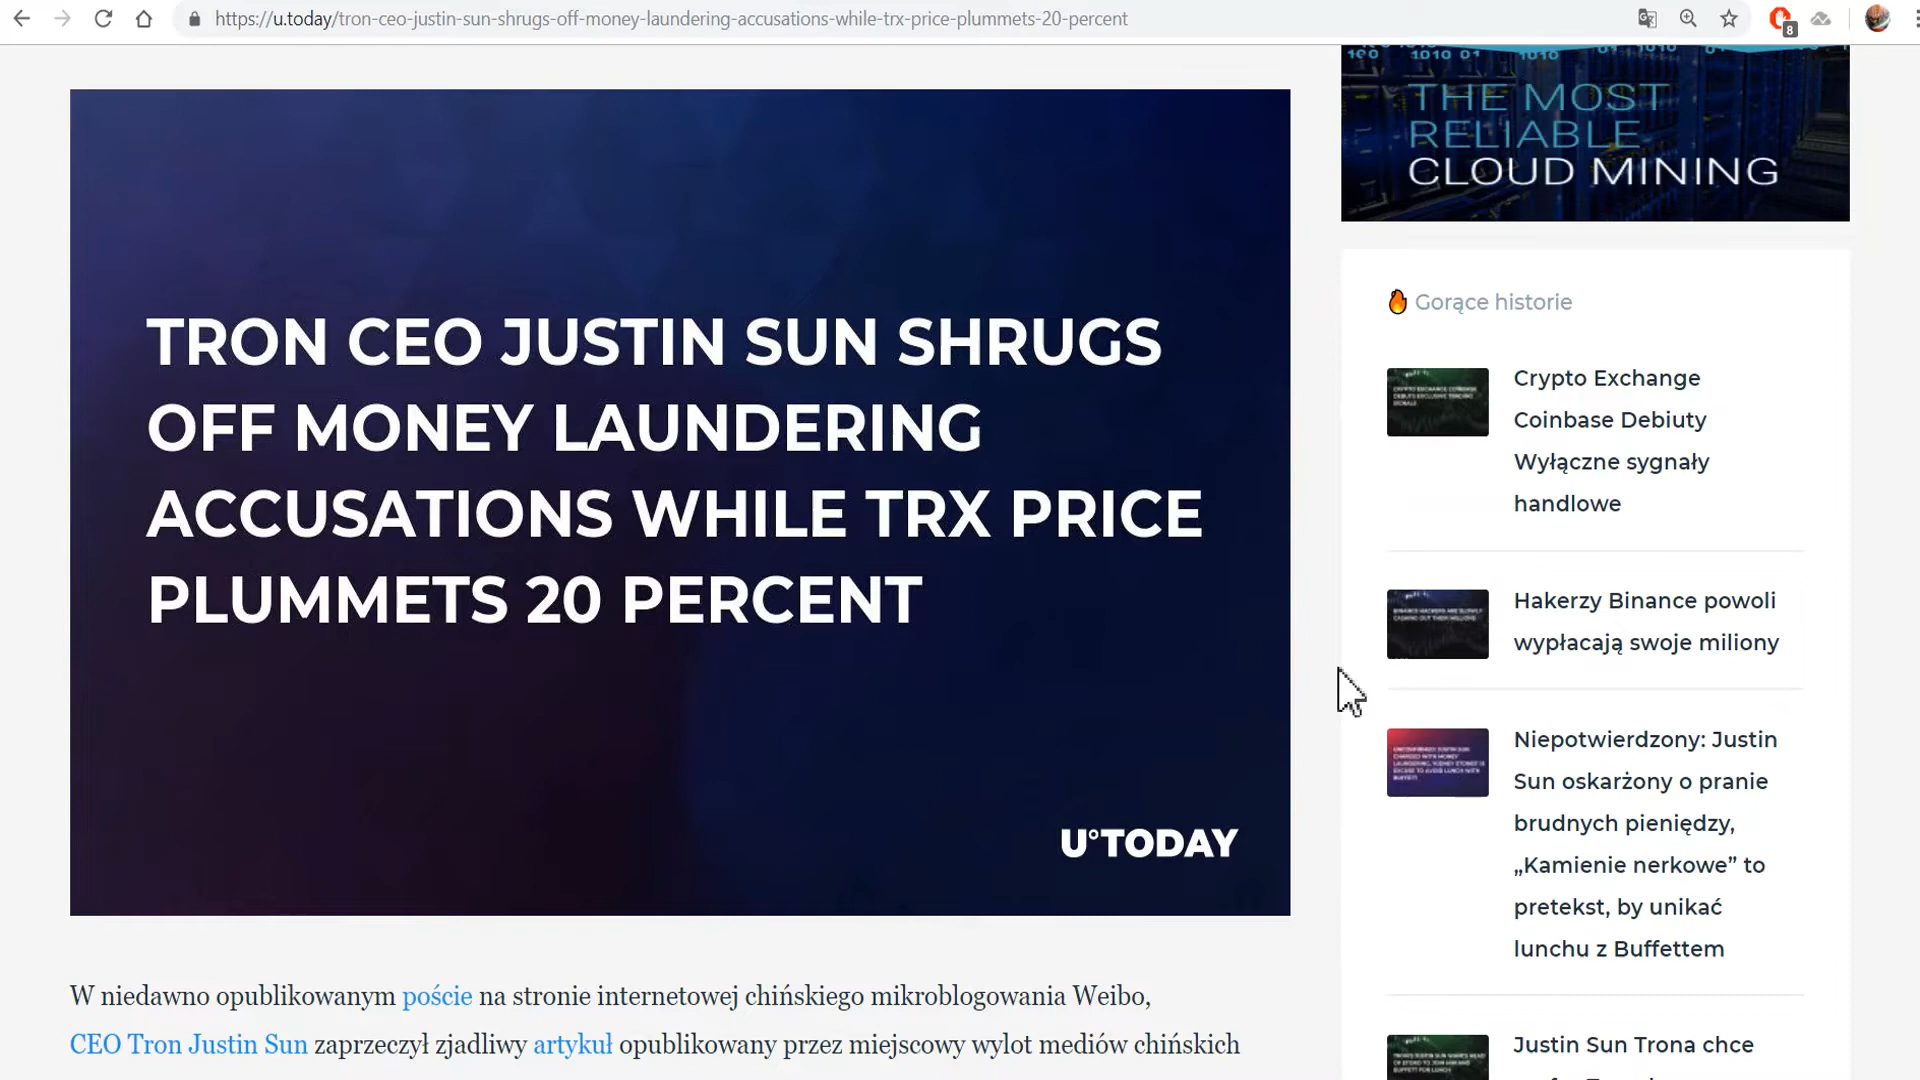 https://u.today/tron-ceo-justin-sun-shrugs-off-money-laundering-accusations-while-trx-price-plummets-20-percent
8
THE MOST
RELIABLE
CLOUD MINING
TRON CEO JUSTIN SUN SHRUGS
OFF MONEY LAUNDERING
ACCUSATIONS WHILE TRX PRICE
PLUMMETS 20 PERCENT
U°TODAY
W niedawno opublikowanym poście na stronie internetowej chińskiego mikroblogowania Weibo,
CEO Tron Justin Sun zaprzeczył zjadliwy artykuł opublikowany przez miejscowy wylot mediów chińskich
Gorące historie
Crypto Exchange
Coinbase Debiuty
Wyłączne sygnały
handlowe
Hakerzy Binance powoli
wypłacają swoje miliony
Niepotwierdzony: Justin
Sun oskarżony o pranie
brudnych pieniędzy,
„Kamienie nerkowe” to
pretekst, by unikać
lunchu z Buffettem
Justin Sun Trona chce